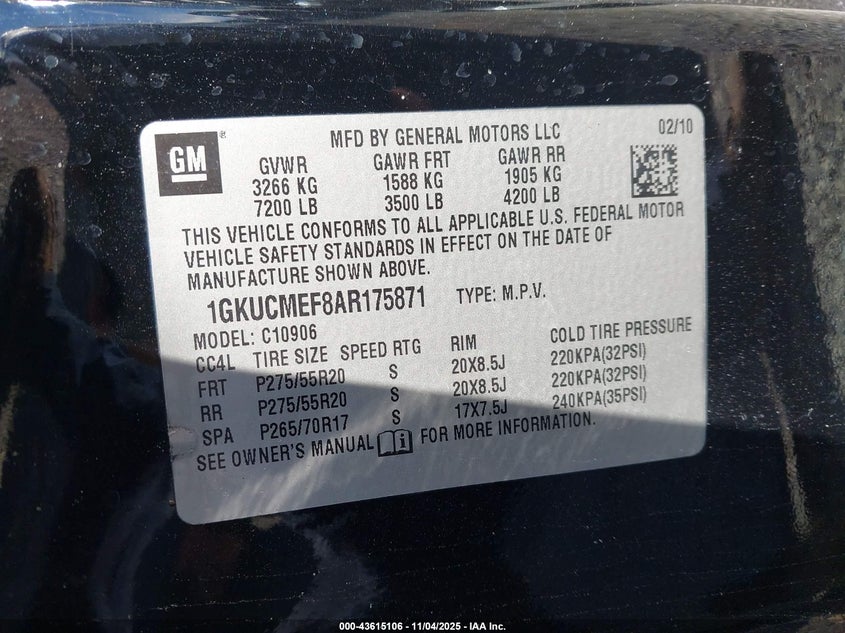 GM
MFD BY GENERAL MOTORS LLC 02/10
GVWR GAWR FRT GAWR RR
3266 KG 1588 KG 1905 KG
7200 LB 3500 LB 4200 LB
THIS VEHICLE CONFORMS TO ALL APPLICABLE U.S. FEDERAL MOTOR
VEHICLE SAFETY STANDARDS IN EFFECT ON THE DATE OF
MANUFACTURE SHOWN ABOVE.
1GKUCMEF8AR175871 TYPE: M.P.V.
MODEL: C10906
CC4L TIRE SIZE SPEED RTG RIM COLD TIRE PRESSURE
FRT P275/55R20 S 20X8.5J 220KPA(32PSI)
RR P275/55R20 S 20X8.5J 220KPA(32PSI)
SPA P265/70R17 S 17X7.5J 240KPA(35PSI)
SEE OWNER'S MANUAL FOR MORE INFORMATION.
000-43615106 - 11/04/2025 - IAA Inc.